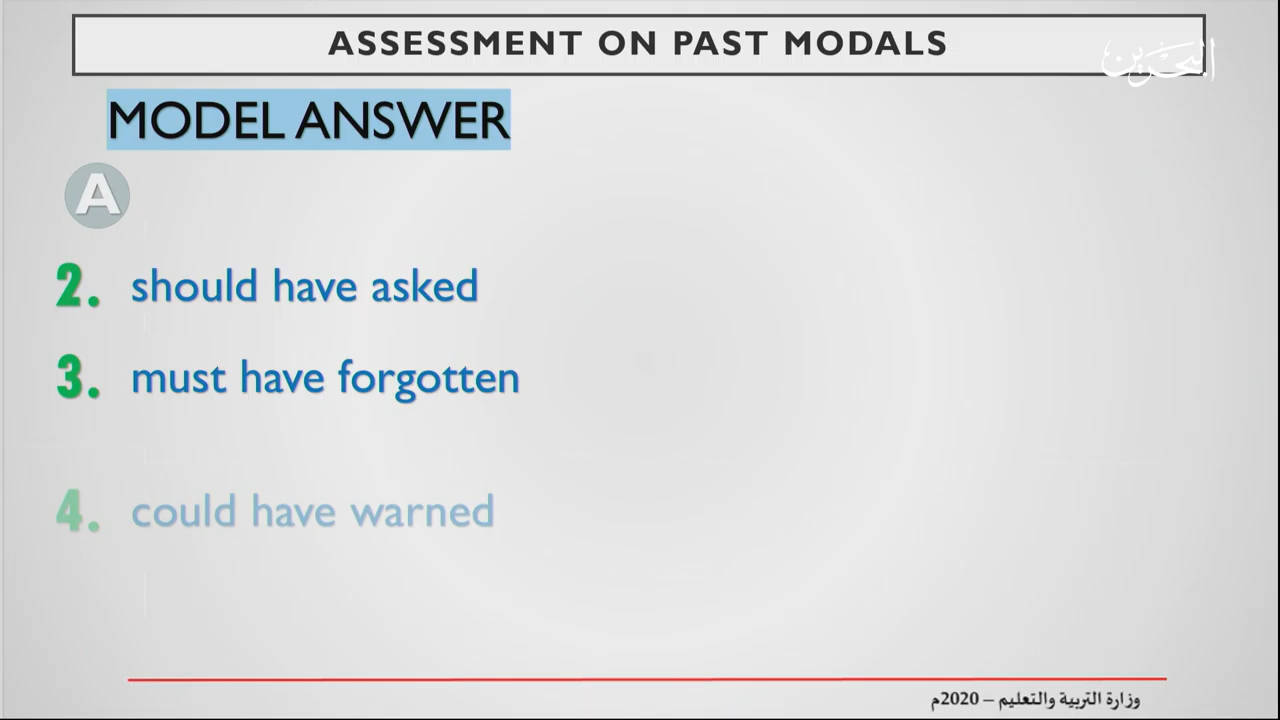 ASSESSMENT ON PAST MODALS
البحرين
MODEL ANSWER
A
2. should have asked
3. must have forgotten
4. could have warned
وزارة التربية والتعليم – 2020م